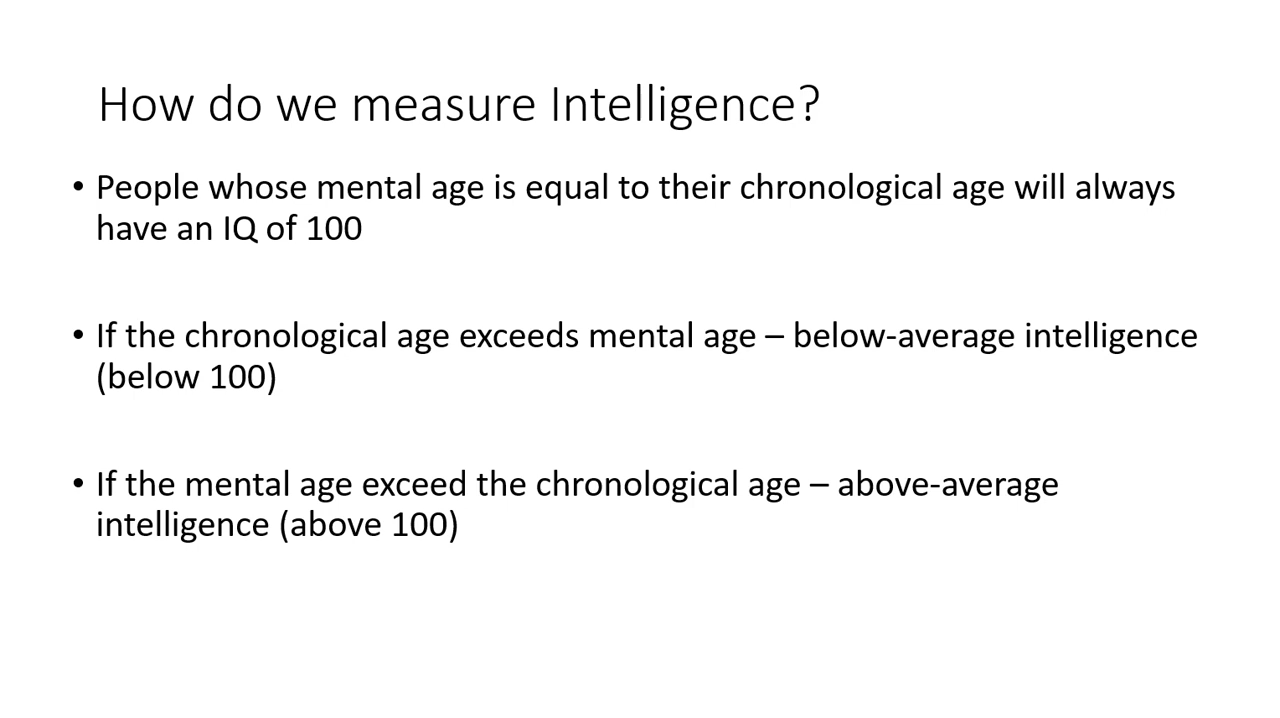 How do we measure Intelligence?
• People whose mental age is equal to their chronological age will always
have an IQ of 100
• If the chronological age exceeds mental age – below-average intelligence
(below 100)
• If the mental age exceed the chronological age – above-average
intelligence (above 100)